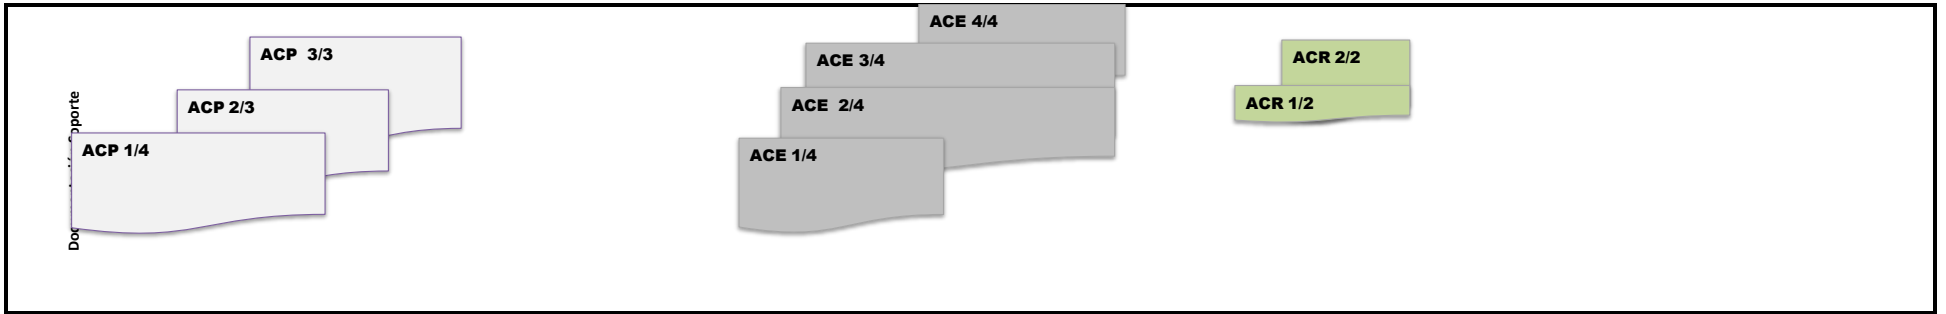 ACP  3/3
ACP 2/3
ACP 1/4
ACE 4/4
ACE 3/4
ACE  2/4
ACE 1/4
ACR 2/2
ACR 1/2